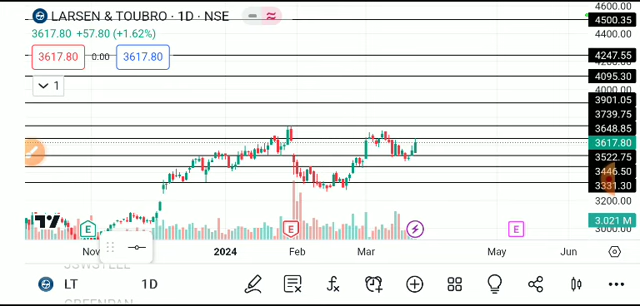 LARSEN & TOUBRO · 1D · NSE
3617.80 +57.80 (+1.62%)
3617.80 0.00 3617.80
1
4600.00
4500.35
4400.00
4247.55
4095.30
4000.00
3901.05
3739.75
3648.85
3617.80
3522.75
3446.50
3331.30
3200.00
3.021 M
3000.00
E E E
Nov 2024 Feb Mar May Jun
JSWSTEEL
LT 1D